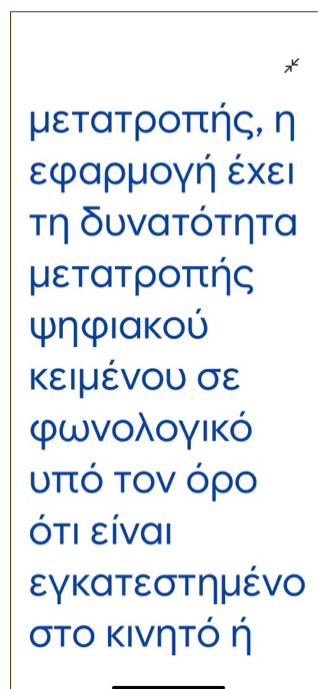 μετατροπής, η
εφαρμογή έχει
τη δυνατότητα
μετατροπής
ψηφιακού
κειμένου σε
φωνολογικό
υπό τον όρο
ότι είναι
εγκατεστημένο
στο κινητό ή